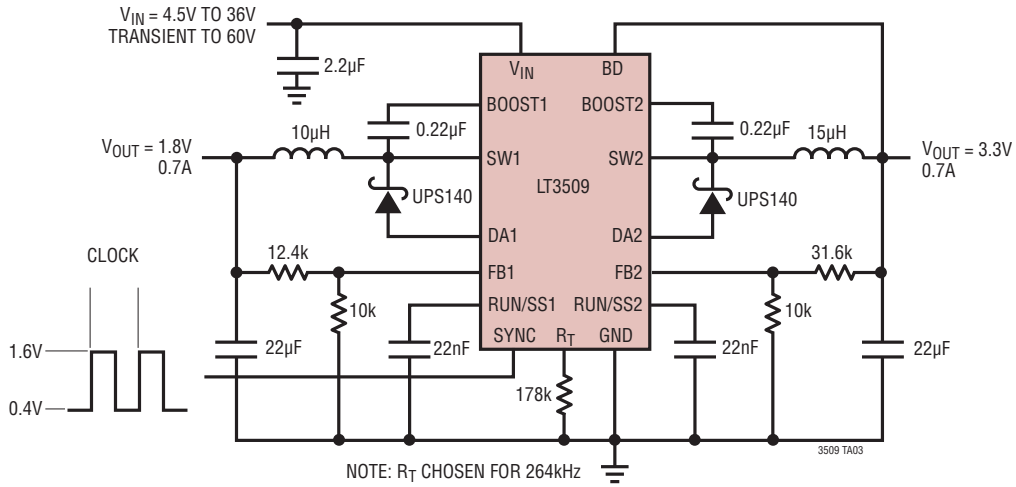 VIN = 4.5V TO 36V
TRANSIENT TO 60V
2.2µF
VIN
BD
BOOST1
BOOST2
0.22µF
0.22µF
10µH
15µH
VOUT = 1.8V
0.7A
SW1
SW2
VOUT = 3.3V
0.7A
LT3509
UPS140
UPS140
DA1
DA2
CLOCK
12.4k
31.6k
FB1
FB2
10k
10k
RUN/SS1
RUN/SS2
SYNC
RT
GND
1.6V
22µF
22nF
22nF
22µF
178k
0.4V
3509 TA03
NOTE: RT CHOSEN FOR 264kHz